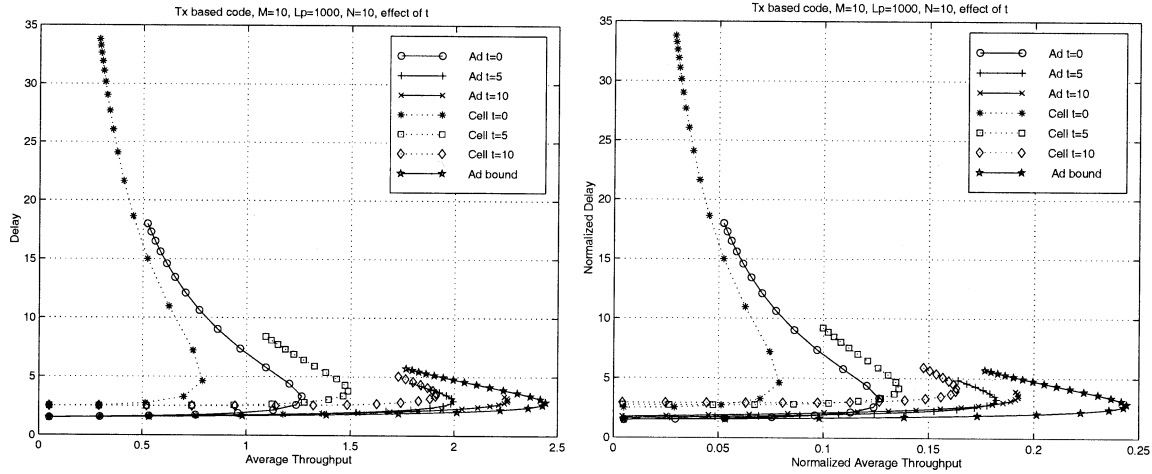 Tx based code, M=10, Lp=1000, N=10, effect of t
35
30
25
20
15
10
5
0
Delay
0
0.5
1
1.5
2
2.5
Average Throughput
Ad t=0
Ad t=5
Ad t=10
Cell t=0
Cell t=5
Cell t=10
Ad bound
Tx based code, M=10, Lp=1000, N=10, effect of t
35
30
25
20
15
10
5
0
Normalized Delay
0
0.05
0.1
0.15
0.2
0.25
Normalized Average Throughput
Ad t=0
Ad t=5
Ad t=10
Cell t=0
Cell t=5
Cell t=10
Ad bound